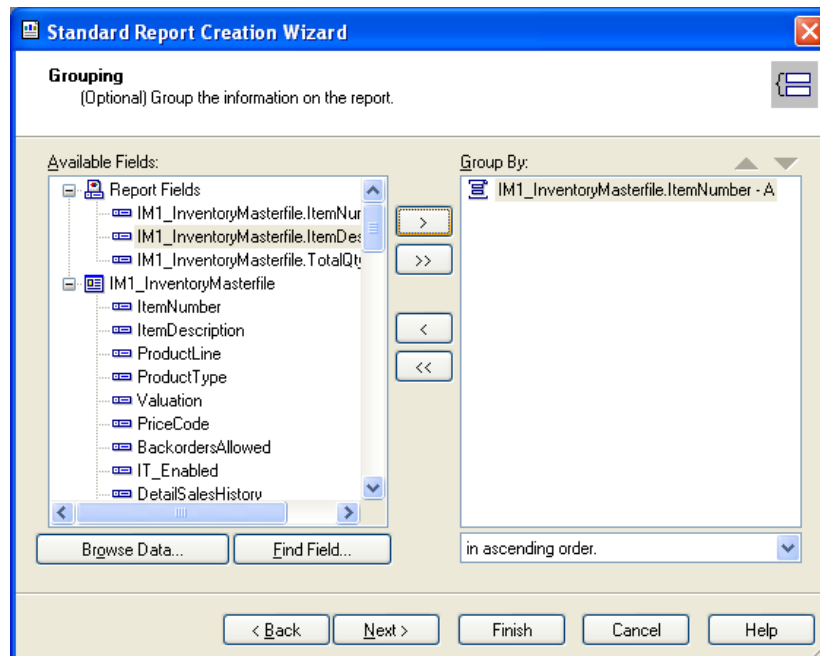 Standard Report Creation Wizard
Grouping
(Optional) Group the information on the report.
Available Fields:
Report Fields
IM1_InventoryMasterfile.ItemNur
IM1_InventoryMasterfile.ItemDes
IM1_InventoryMasterfile.TotalQty
IM1_InventoryMasterfile
ItemNumber
ItemDescription
ProductLine
ProductType
Valuation
PriceCode
BackordersAllowed
IT_Enabled
DetailSalesHistory
Browse Data...
Find Field...
>
>>
<
<<
Group By:
IM1_InventoryMasterfile.ItemNumber - A
in ascending order.
< Back
Next >
Finish
Cancel
Help